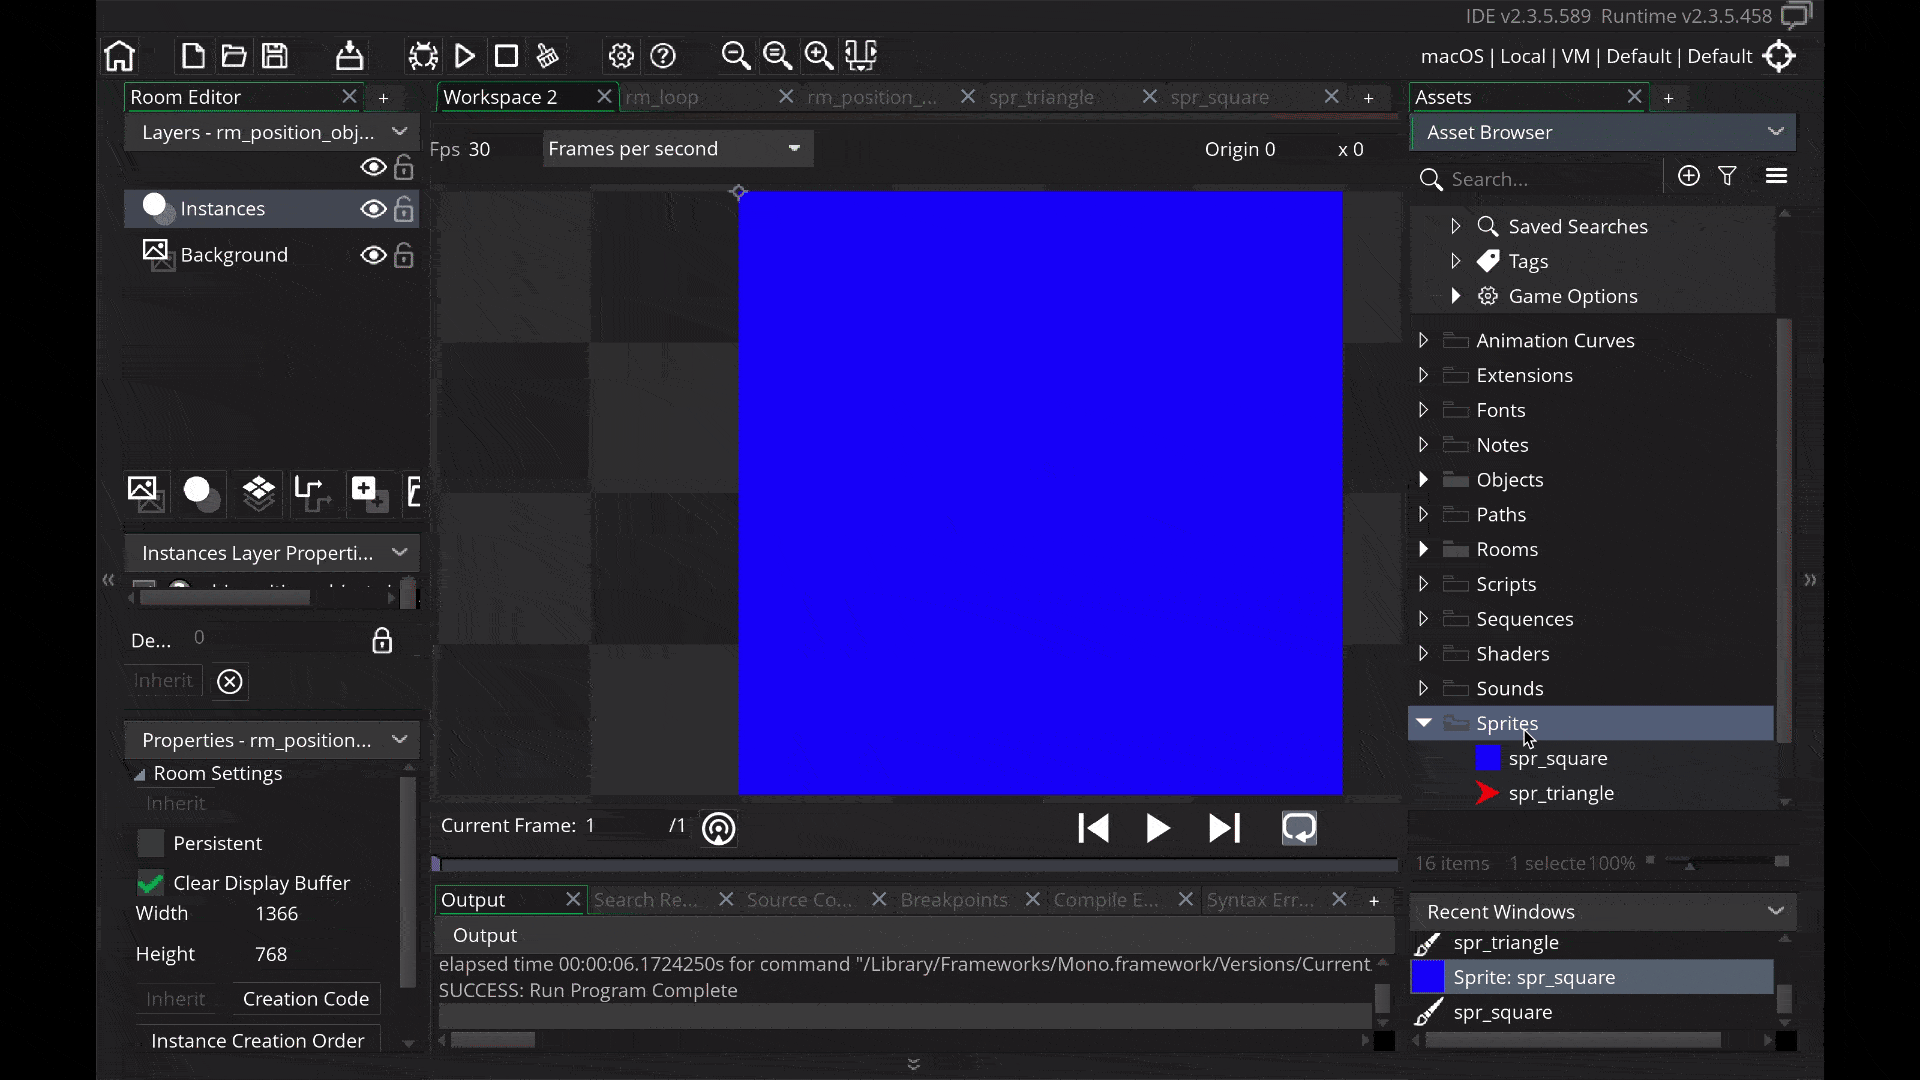 IDE v2.3.5.589 Runtime v2.3.5.458
macOS | Local | VM | Default | Default
Room Editor
Workspace 2
rm_loop
rm_position_...
spr_triangle
spr_square
Assets
Layers - rm_position_obj...
Fps 30
Frames per second
Origin 0 x 0
Asset Browser
Search...
Instances
Background
Saved Searches
Tags
Game Options
Animation Curves
Extensions
Fonts
Notes
Objects
Paths
Rooms
Scripts
Sequences
Shaders
Sounds
Sprites
spr_square
spr_triangle
16 items 1 selecte 100%
Instances Layer Properti...
De... 0
Inherit
Properties - rm_position...
Room Settings
Inherit
Persistent
Clear Display Buffer
Width 1366
Height 768
Inherit Creation Code
Instance Creation Order
Current Frame: 1 /1
Output
Search Re...
Source Co...
Breakpoints
Compile E...
Syntax Err...
Output
elapsed time 00:00:06.1724250s for command "/Library/Frameworks/Mono.framework/Versions/Current
SUCCESS: Run Program Complete
Recent Windows
spr_triangle
Sprite: spr_square
spr_square